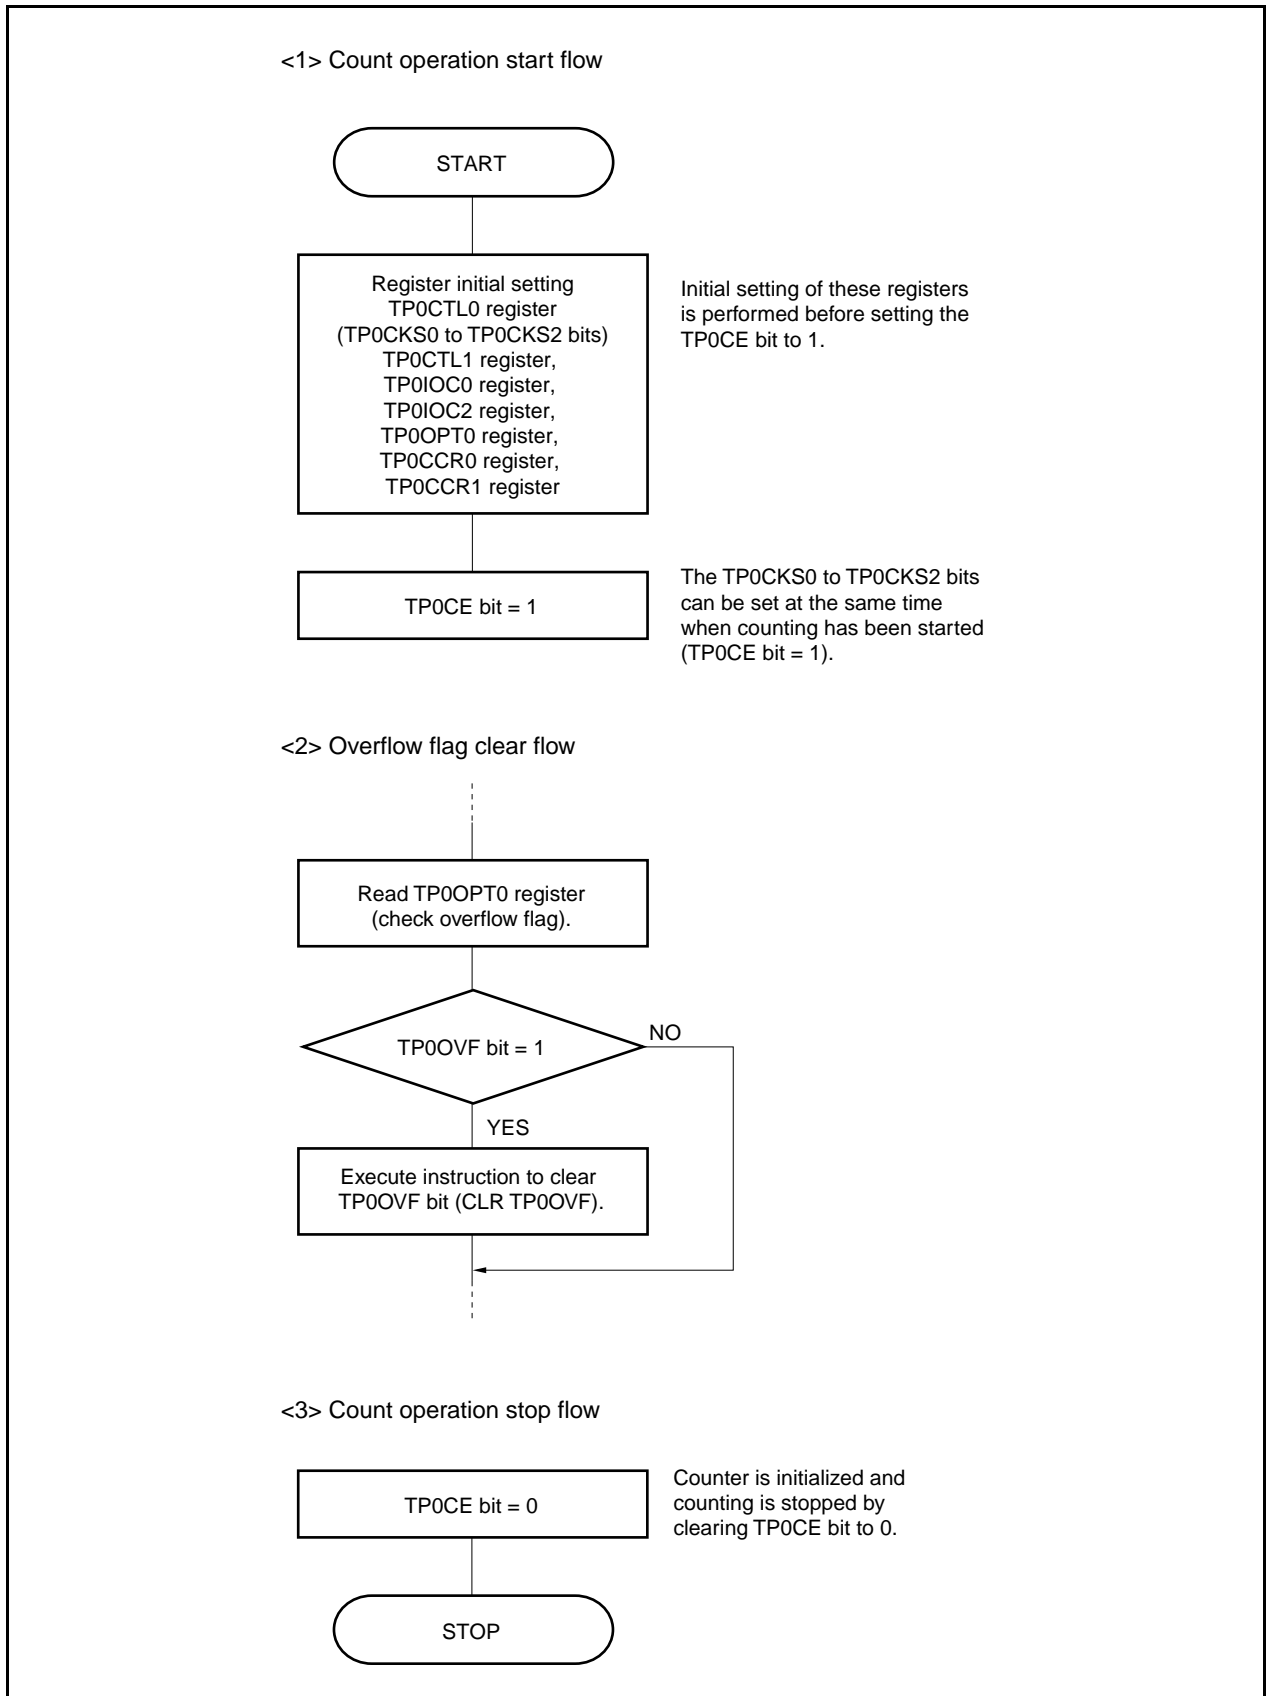 <1> Count operation start flow
START
Register initial setting
TP0CTL0 register
(TP0CKS0 to TP0CKS2 bits)
TP0CTL1 register,
TP0IOC0 register,
TP0IOC2 register,
TP0OPT0 register,
TP0CCR0 register,
TP0CCR1 register
Initial setting of these registers
is performed before setting the
TP0CE bit to 1.
TP0CE bit = 1
The TP0CKS0 to TP0CKS2 bits
can be set at the same time
when counting has been started
(TP0CE bit = 1).
<2> Overflow flag clear flow
Read TP0OPT0 register
(check overflow flag).
TP0OVF bit = 1
NO
YES
Execute instruction to clear
TP0OVF bit (CLR TP0OVF).
<3> Count operation stop flow
TP0CE bit = 0
Counter is initialized and
counting is stopped by
clearing TP0CE bit to 0.
STOP